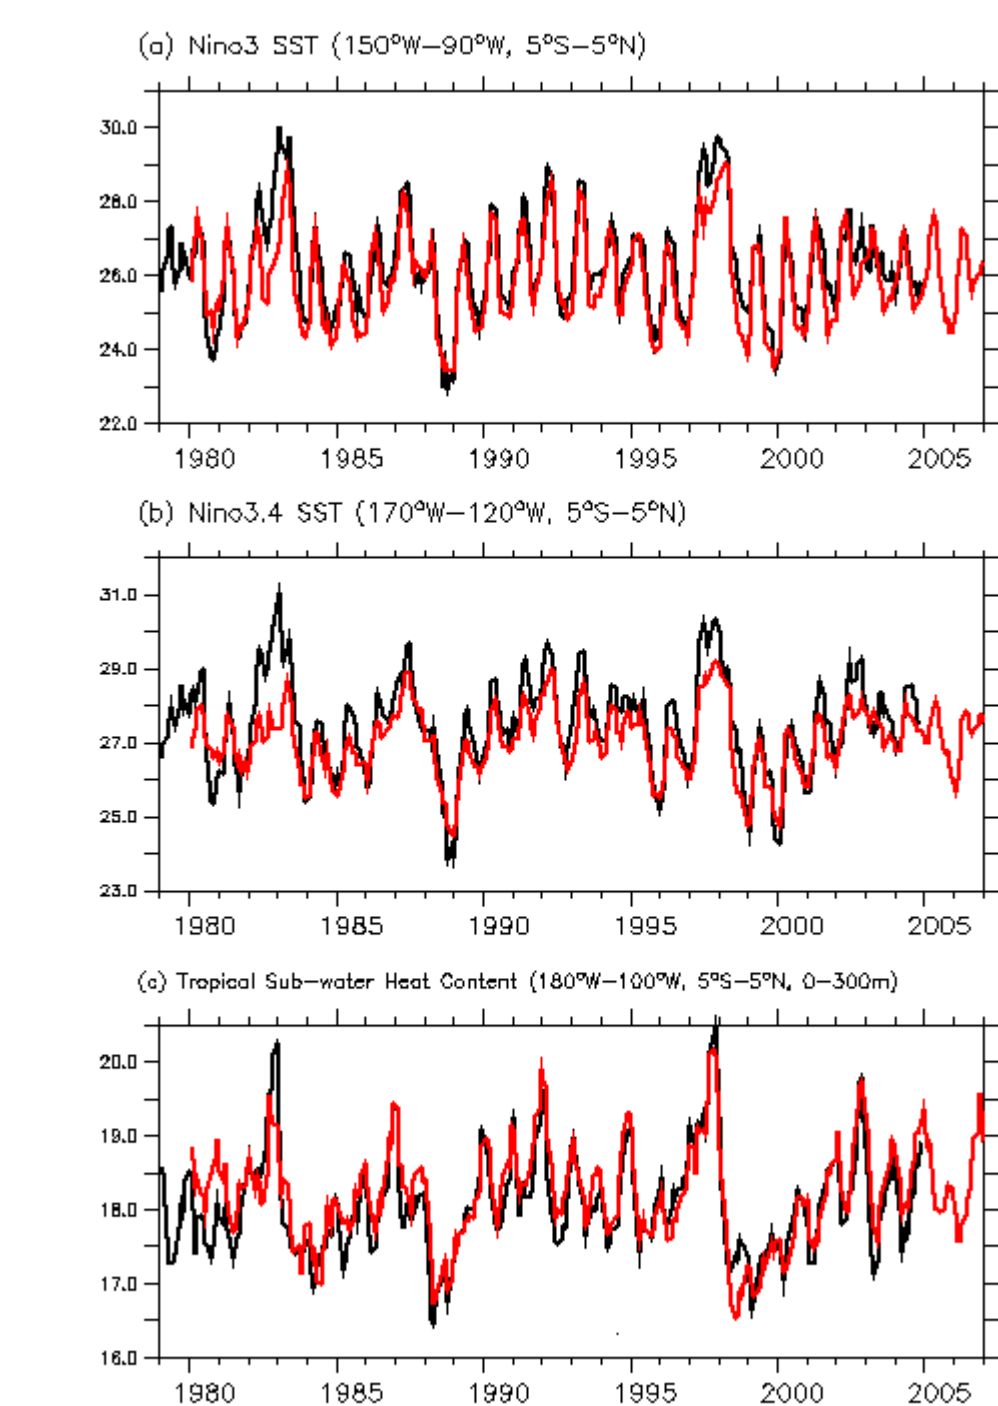 (a) Nino3 SST (150°W–90°W, 5°S–5°N)
30.0
28.0
26.0
24.0
22.0
1980 1985 1990 1995 2000 2005
(b) Nino3.4 SST (170°W–120°W, 5°S–5°N)
31.0
29.0
27.0
25.0
23.0
1980 1985 1990 1995 2000 2005
(c) Tropical Sub–water Heat Content (180°W–100°W, 5°S–5°N, 0–300m)
20.0
19.0
18.0
17.0
16.0
1980 1985 1990 1995 2000 2005